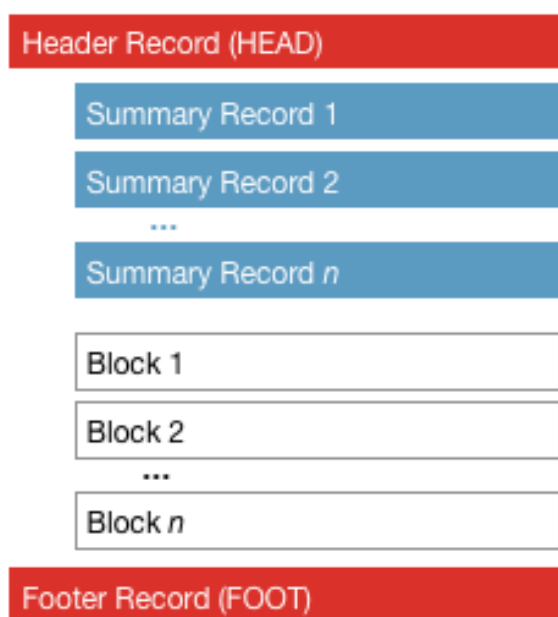 Header Record (HEAD)
Summary Record 1
Summary Record 2
...
Summary Record n
Block 1
Block 2
...
Block n
Footer Record (FOOT)